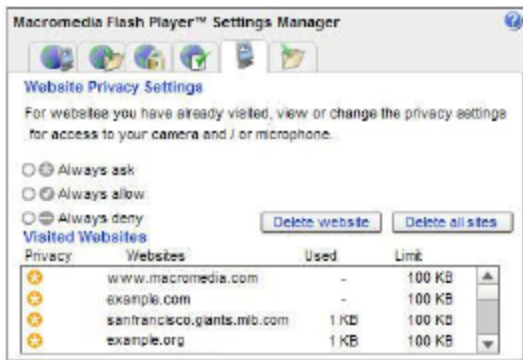 Macromedia Flash Player™ Settings Manager
Website Privacy Settings
For websites you have already visited, view or change the privacy settings
for access to your camera and / or microphone.
Always ask
Always allow
Always deny
Delete website Delete all sites
Visited Websites
Privacy Websites Used Limit
www.macromedia.com - 100 KB
example.com - 100 KB
sanfrancisco.giants.mlb.com 1 KB 100 KB
example.org 1 KB 100 KB